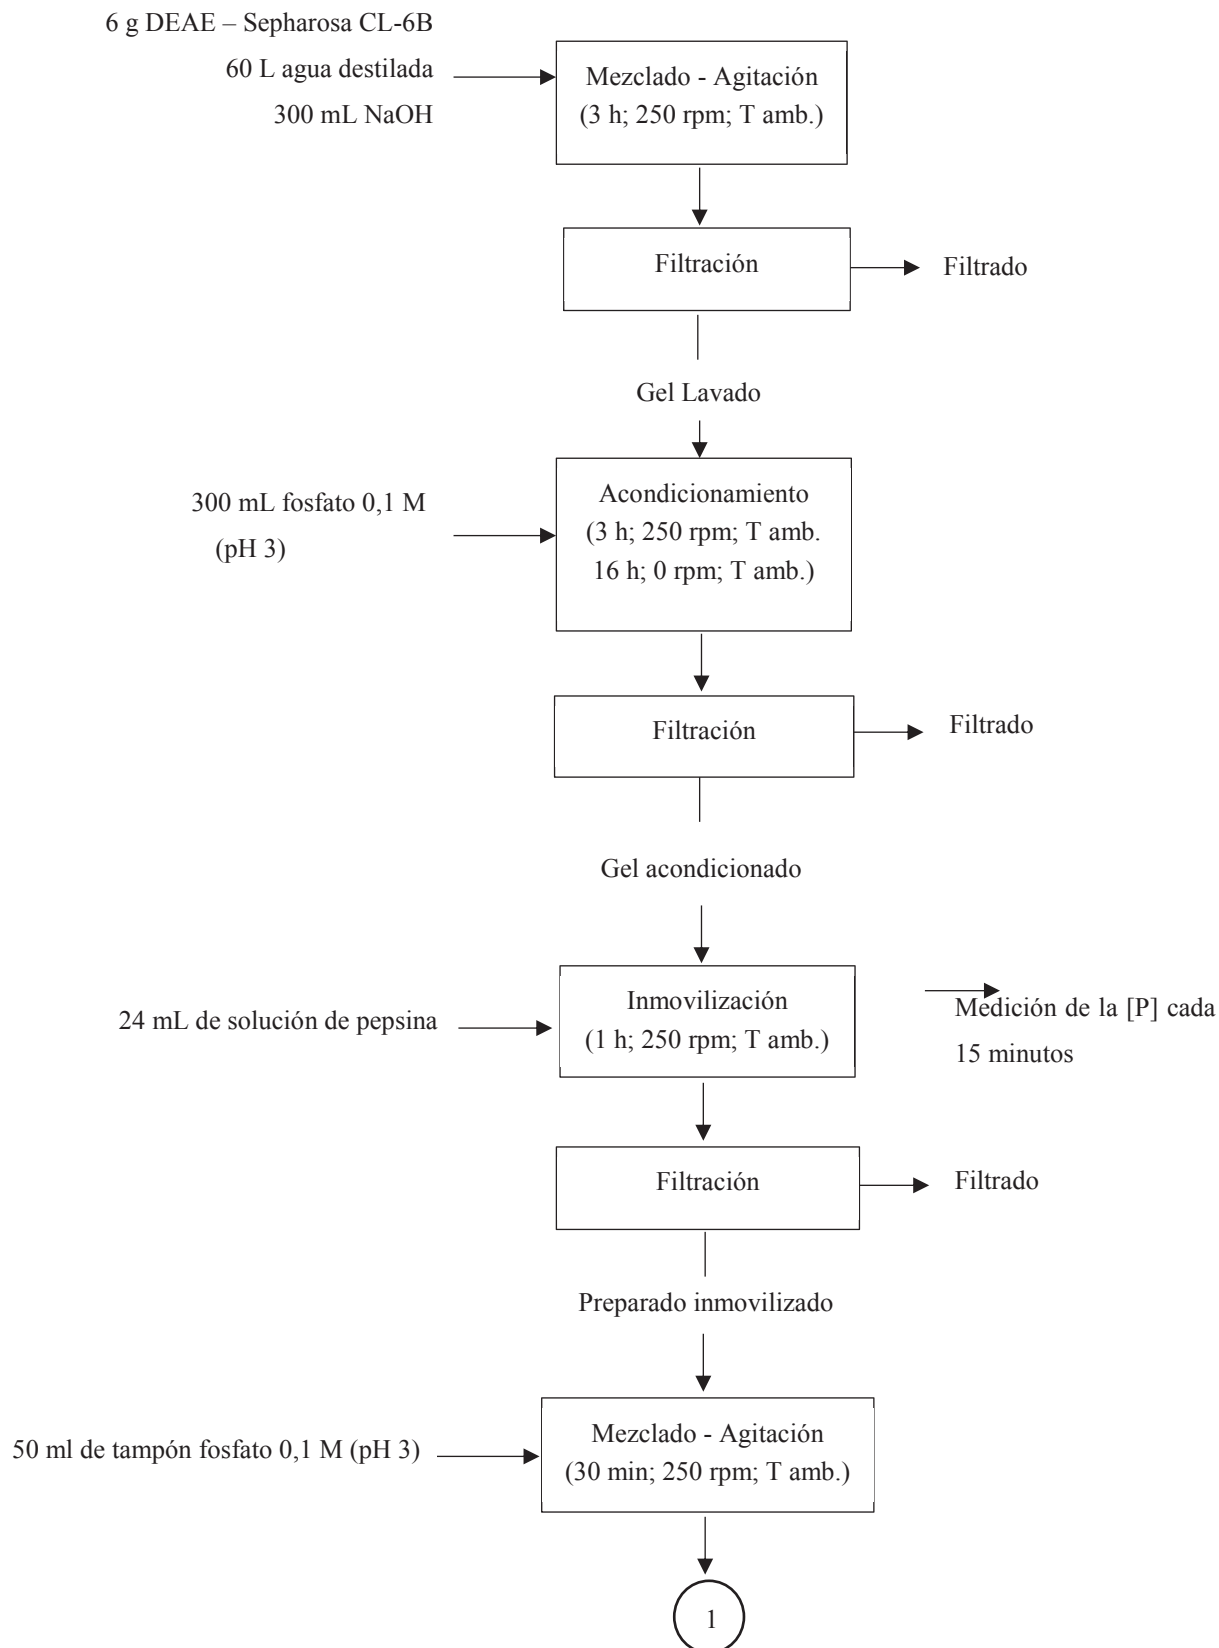 6 g DEAE – Sepharosa CL-6B
60 L agua destilada
300 mL NaOH
Mezclado - Agitación
(3 h; 250 rpm; T amb.)
Filtración
Filtrado
Gel Lavado
300 mL fosfato 0,1 M
(pH 3)
Acondicionamiento
(3 h; 250 rpm; T amb.
16 h; 0 rpm; T amb.)
Filtración
Filtrado
Gel acondicionado
24 mL de solución de pepsina
Inmovilización
(1 h; 250 rpm; T amb.)
Medición de la [P] cada
15 minutos
Filtración
Filtrado
Preparado inmovilizado
50 ml de tampón fosfato 0,1 M (pH 3)
Mezclado - Agitación
(30 min; 250 rpm; T amb.)
1